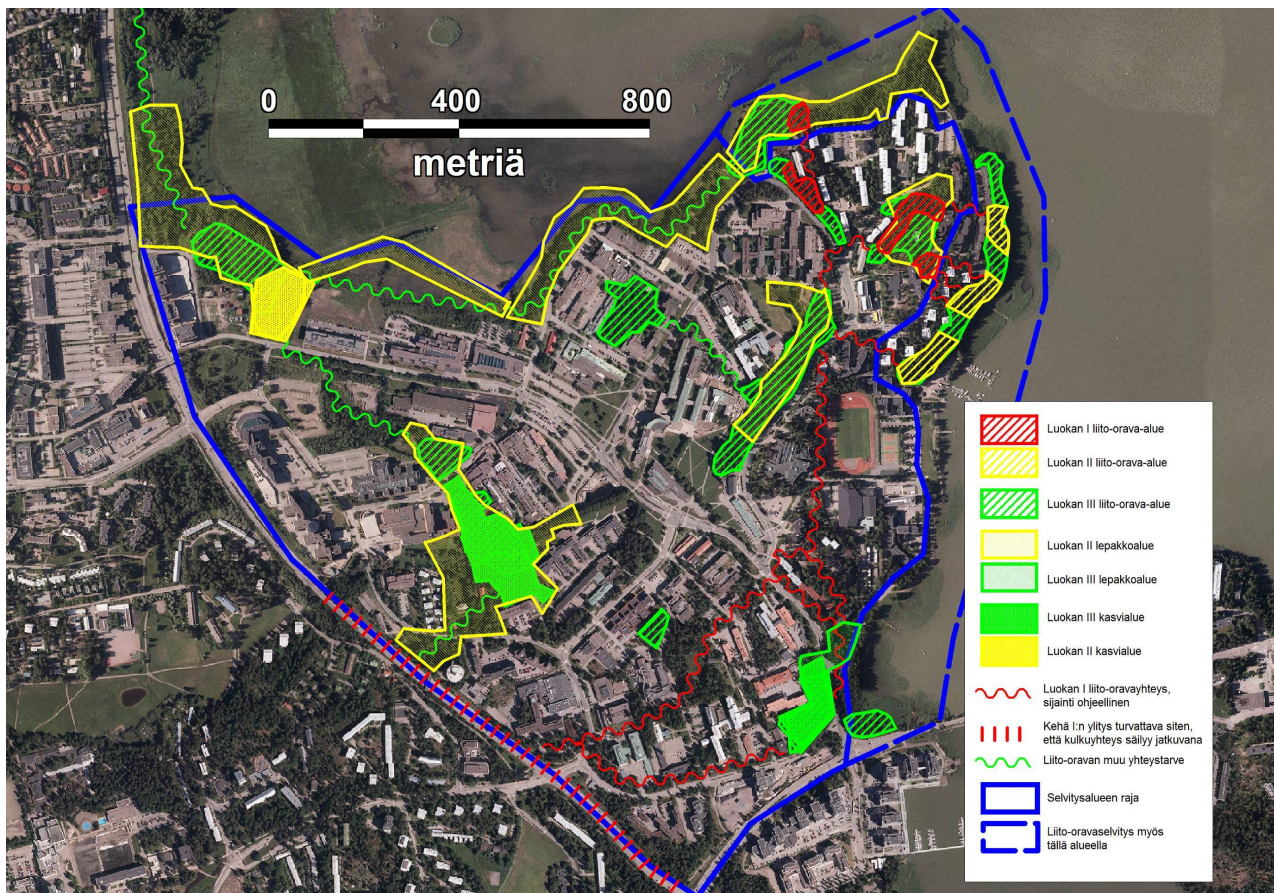 0 400 800
metriä
Luokan I liito-orava-alue
Luokan II liito-orava-alue
Luokan III liito-orava-alue
Luokan II lepakkoalue
Luokan III lepakkoalue
Luokan III kasvialue
Luokan II kasvialue
Luokan I liito-oravayhteys,
sijainti ohjeellinen
Kehä I:n ylitys turvattava siten,
että kulkuyhteys säilyy jatkuvana
Liito-oravan muu yhteystarve
Selvitysalueen raja
Liito-oravaselvitys myös
tällä alueella